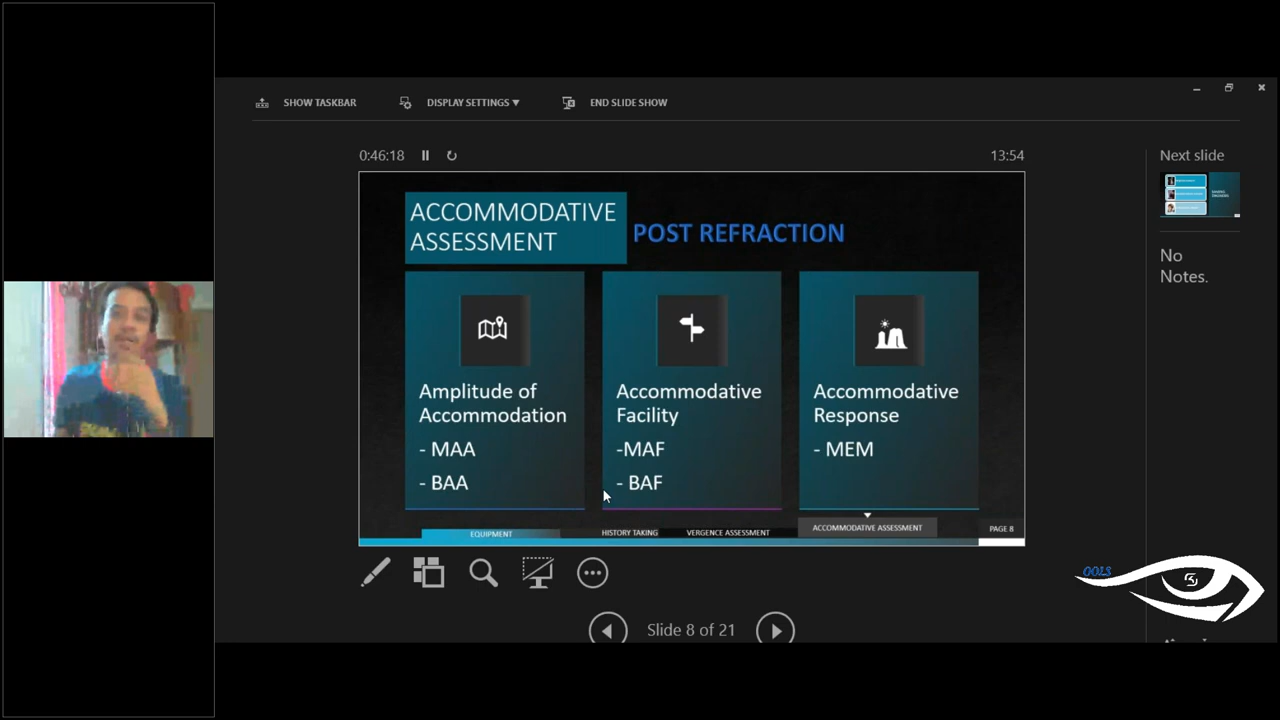 SHOW TASKBAR
DISPLAY SETTINGS ▼
END SLIDE SHOW
0:46:18
13:54
Next slide
ACCOMMODATIVE
ASSESSMENT
POST REFRACTION
No
Notes.
Amplitude of
Accommodation
- MAA
- BAA
Accommodative
Facility
-MAF
- BAF
Accommodative
Response
- MEM
EQUIPMENT
HISTORY TAKING
VERGENCE ASSESSMENT
ACCOMMODATIVE ASSESSMENT
PAGE 8
OOLS
Slide 8 of 21